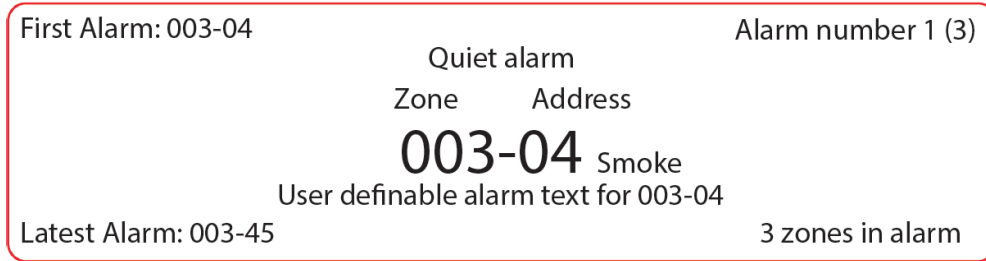 First Alarm: 003-04 Alarm number 1 (3)
Quiet alarm
Zone Address
003-04 Smoke
User definable alarm text for 003-04
Latest Alarm: 003-45 3 zones in alarm